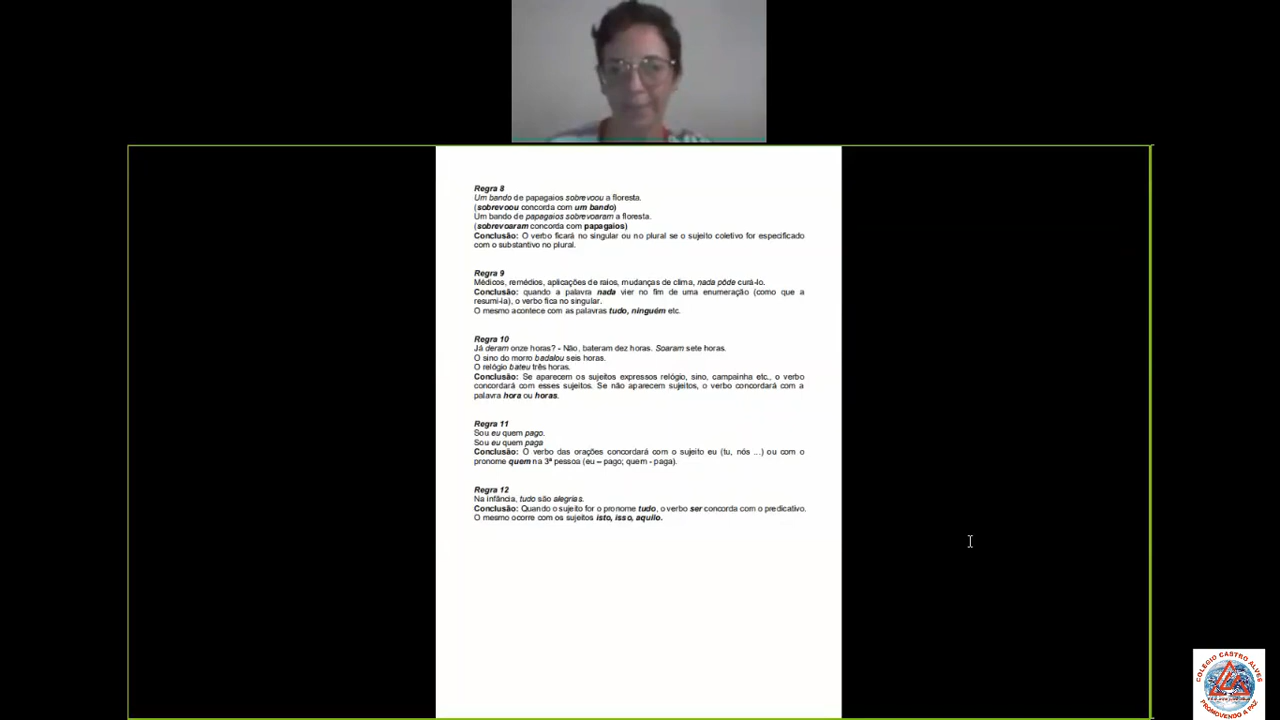 Regra 8
Um bando de papagaios sobrevoou a floresta.
(sobrevoou concorda com um bando)
Um bando de papagaios sobrevoaram a floresta.
(sobrevoaram concorda com papagaios)
Conclusão: O verbo ficará no singular ou no plural se o sujeito coletivo for especificado
com o substantivo no plural.
Regra 9
Médicos, remédios, aplicações de raios, mudanças de clima, nada pôde curá-lo.
Conclusão: quando a palavra nada vier no fim de uma enumeração (como que a
resumi-la), o verbo fica no singular.
O mesmo acontece com as palavras tudo, ninguém etc.
Regra 10
Já deram onze horas? - Não, bateram dez horas. Soaram sete horas.
O sino do morro badalou seis horas.
O relógio bateu três horas.
Conclusão: Se aparecem os sujeitos expressos relógio, sino, campainha etc., o verbo
concordará com esses sujeitos. Se não aparecem sujeitos, o verbo concordará com a
palavra hora ou horas.
Regra 11
Sou eu quem pago.
Sou eu quem paga
Conclusão: O verbo das orações concordará com o sujeito eu (tu, nós ...) ou com o
pronome quem na 3ª pessoa (eu – pago; quem - paga).
Regra 12
Na infância, tudo são alegrias.
Conclusão: Quando o sujeito for o pronome tudo, o verbo ser concorda com o predicativo.
O mesmo ocorre com os sujeitos isto, isso, aquilo.
COLÉGIO CASTRO ALVES
PROMOVENDO A PAZ